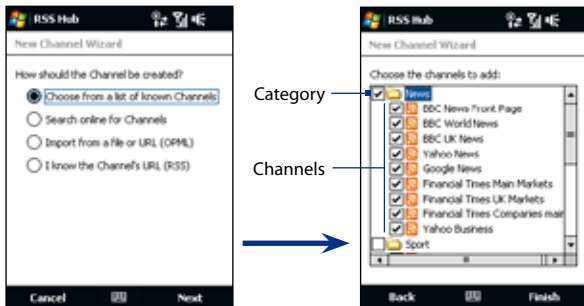 RSS Hub
New Channel Wizard
How should the Channel be created?
Choose from a list of known Channels
Search online for Channels
Import from a file or URL (OPML)
I know the Channel's URL (RSS)
Cancel
Next
Category
Channels
RSS Hub
New Channel Wizard
Choose the channels to add:
News
BBC News Front Page
BBC World News
BBC UK News
Yahoo News
Google News
Financial Times Main Markets
Financial Times UK Markets
Financial Times Companies main
Yahoo Business
Sport
Back
Finish